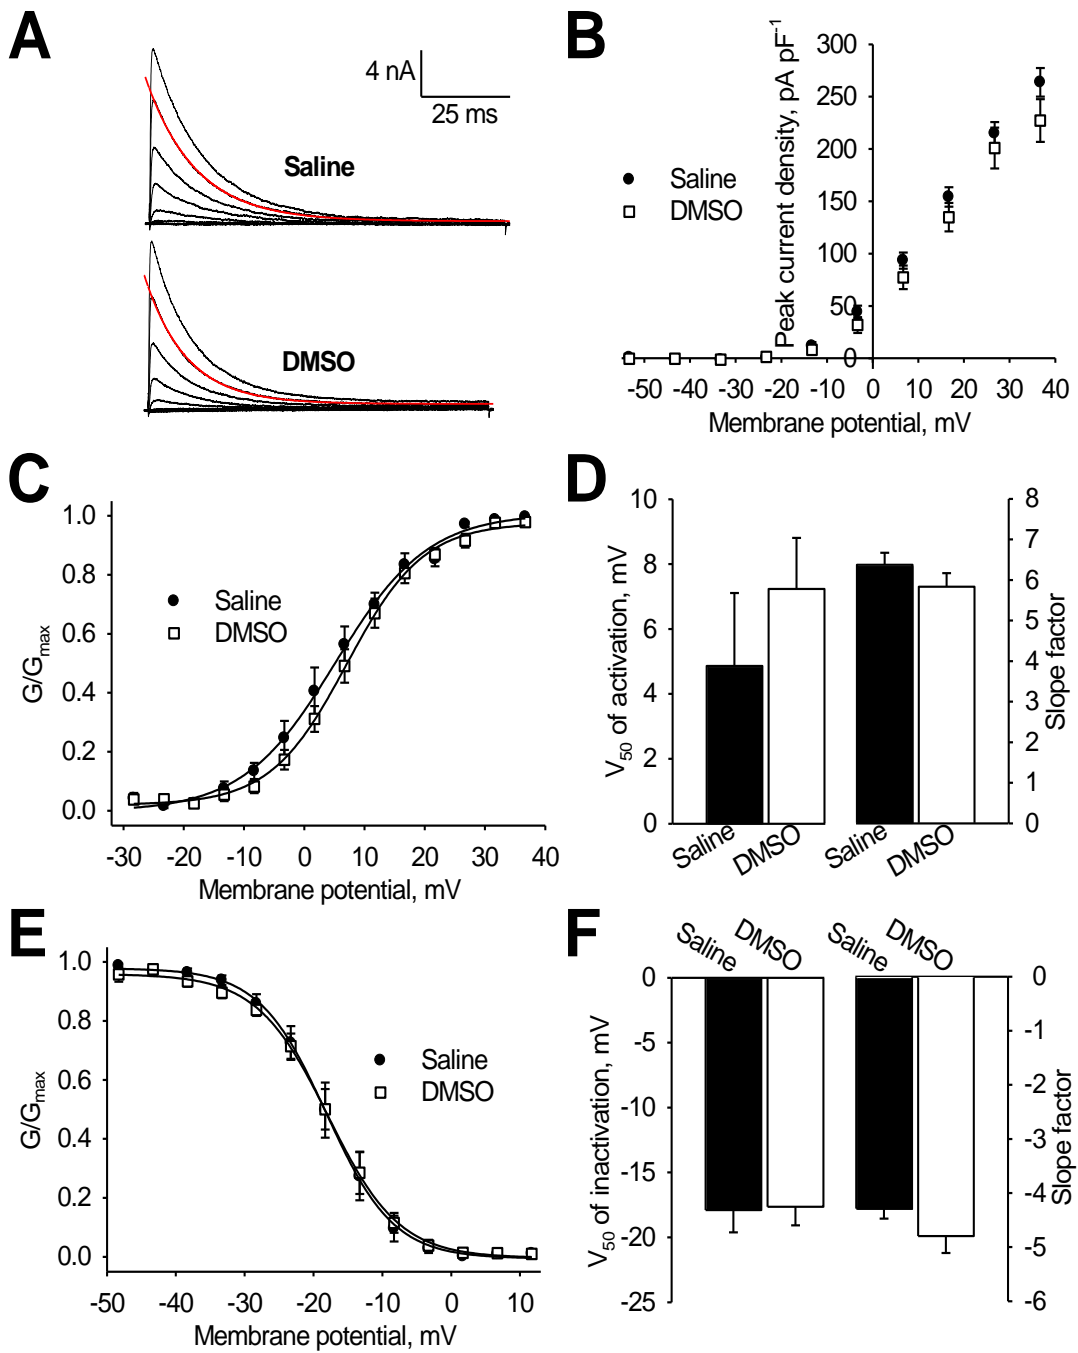 A
4 nA
25 ms
Saline
DMSO
B
Peak current density, pA pF-1
300
250
200
150
100
50
0
Saline
DMSO
-50 -40 -30 -20 -10 0 10 20 30 40
Membrane potential, mV
C
G/Gmax
1.0
0.8
0.6
0.4
0.2
0.0
Saline
DMSO
-30 -20 -10 0 10 20 30 40
Membrane potential, mV
D
V50 of activation, mV
10
8
6
4
2
0
8
7
6
5
4
3
2
1
0
Slope factor
Saline DMSO Saline DMSO
E
G/Gmax
1.0
0.8
0.6
0.4
0.2
0.0
Saline
DMSO
-50 -40 -30 -20 -10 0 10
Membrane potential, mV
F
Saline DMSO Saline DMSO
V50 of inactivation, mV
0
-5
-10
-15
-20
-25
0
-1
-2
-3
-4
-5
-6
Slope factor